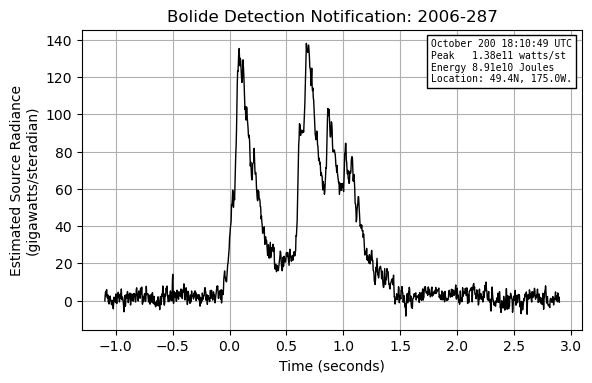 Bolide Detection Notification: 2006-287
October 200 18:10:49 UTC
Peak 1.38e11 watts/st
Energy 8.91e10 Joules
Location: 49.4N, 175.0W.
Estimated Source Radiance
(gigawatts/steradian)
140
120
100
80
60
40
20
0
−1.0 −0.5 0.0 0.5 1.0 1.5 2.0 2.5 3.0
Time (seconds)